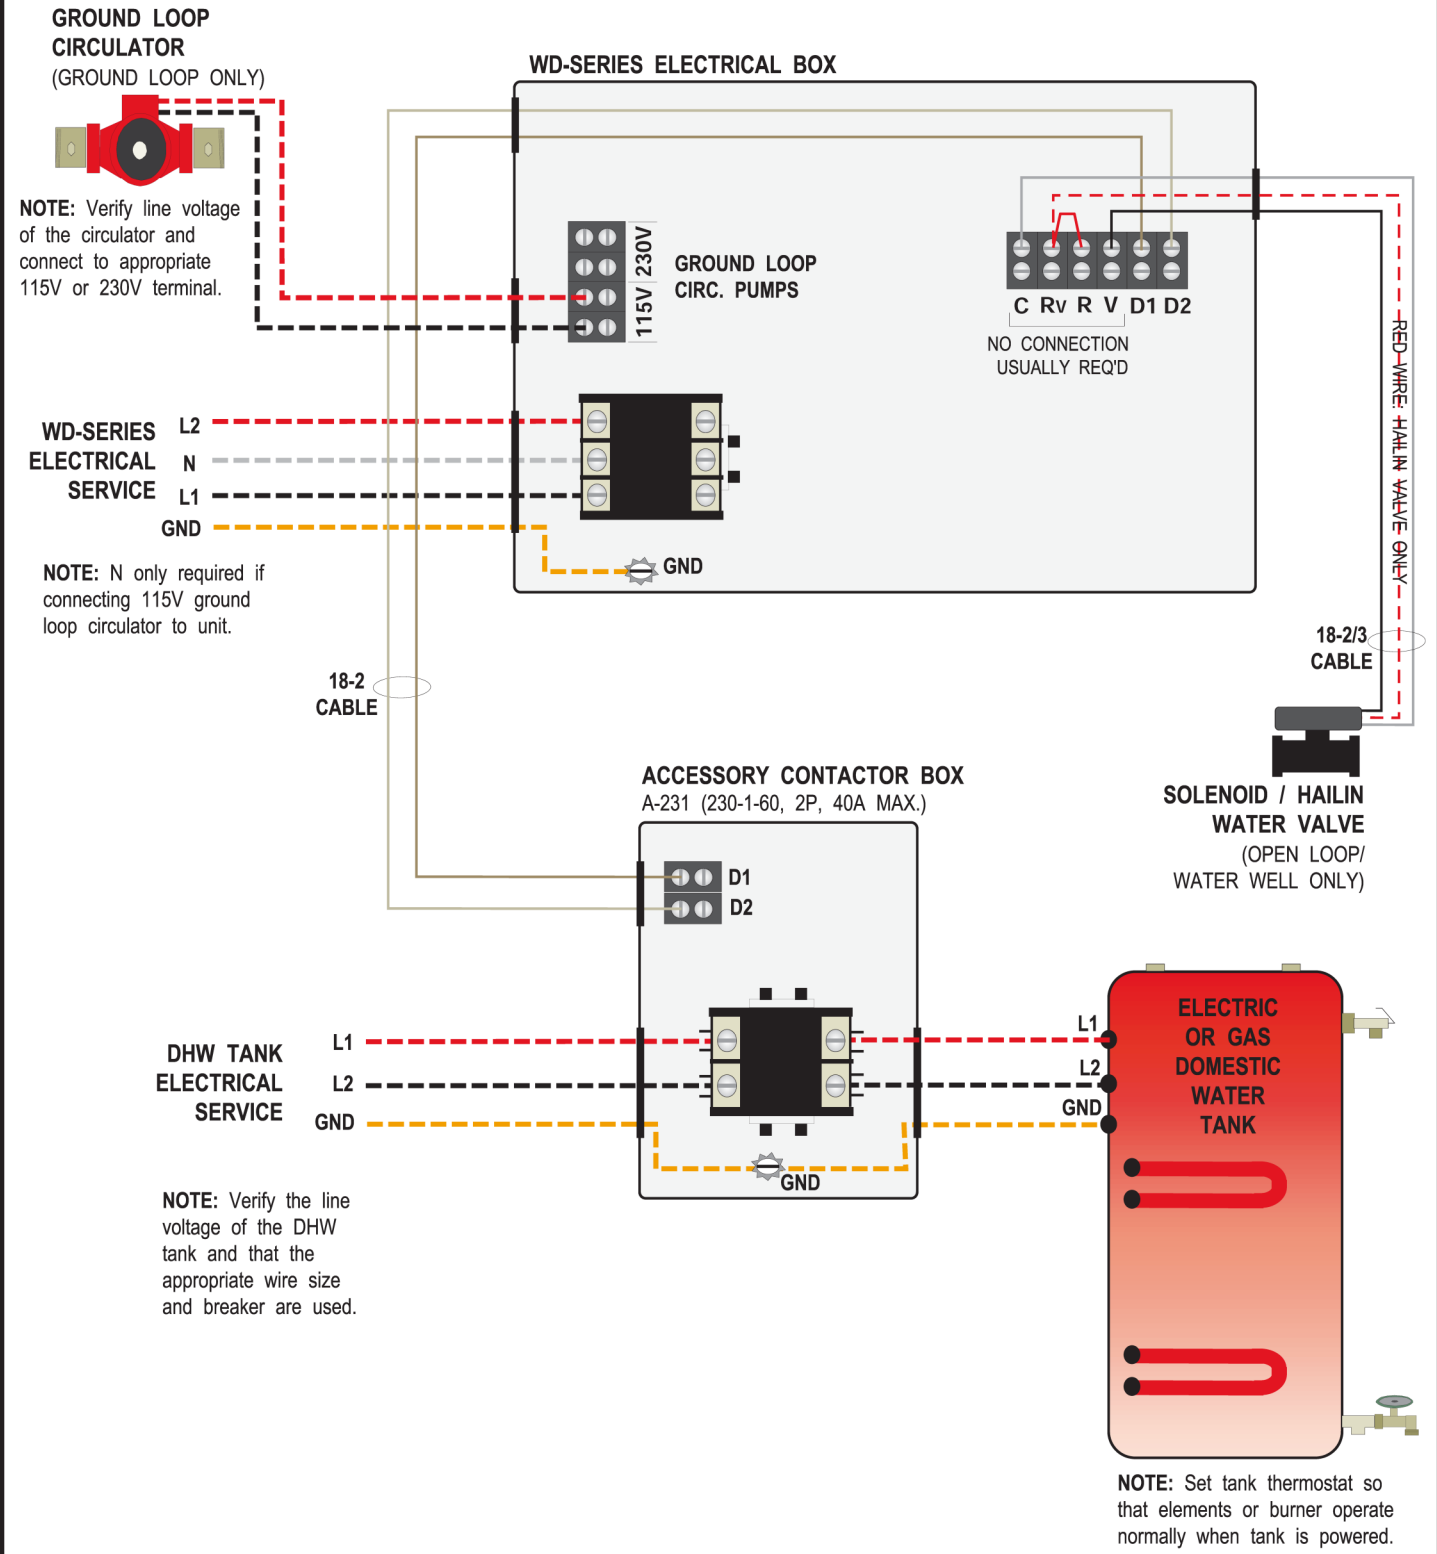 GROUND LOOP
CIRCULATOR
(GROUND LOOP ONLY)
NOTE: Verify line voltage
of the circulator and
connect to appropriate
115V or 230V terminal.
WD-SERIES ELECTRICAL BOX
230V
115V
GROUND LOOP
CIRC. PUMPS
C Rv R V D1 D2
NO CONNECTION
USUALLY REQ'D
RED WIRE: HAILIN VALVE ONLY
WD-SERIES
ELECTRICAL
SERVICE
L2
N
L1
GND
GND
NOTE: N only required if
connecting 115V ground
loop circulator to unit.
18-2
CABLE
18-2/3
CABLE
SOLENOID / HAILIN
WATER VALVE
(OPEN LOOP/
WATER WELL ONLY)
ACCESSORY CONTACTOR BOX
A-231 (230-1-60, 2P, 40A MAX.)
D1
D2
DHW TANK
ELECTRICAL
SERVICE
L1
L2
GND
GND
L1
L2
GND
ELECTRIC
OR GAS
DOMESTIC
WATER
TANK
NOTE: Verify the line
voltage of the DHW
tank and that the
appropriate wire size
and breaker are used.
NOTE: Set tank thermostat so
that elements or burner operate
normally when tank is powered.